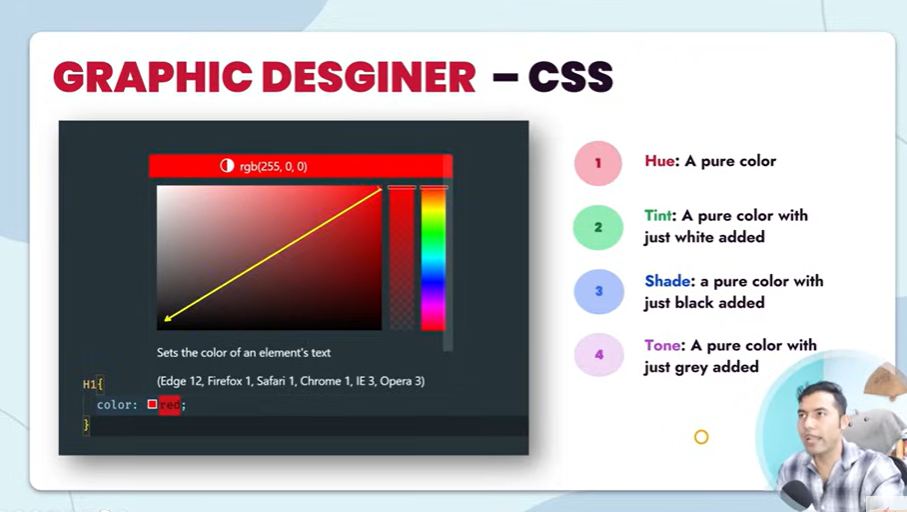 GRAPHIC DESGINER – CSS
rgb(255, 0, 0)
Sets the color of an element's text
(Edge 12, Firefox 1, Safari 1, Chrome 1, IE 3, Opera 3)
H1{
color: red;
}
1
Hue: A pure color
2
Tint: A pure color with
just white added
3
Shade: a pure color with
just black added
4
Tone: A pure color with
just grey added